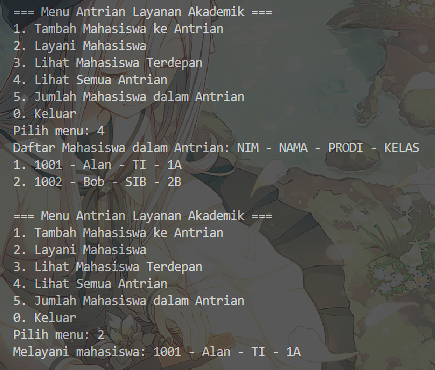 === Menu Antrian Layanan Akademik ===
1. Tambah Mahasiswa ke Antrian
2. Layani Mahasiswa
3. Lihat Mahasiswa Terdepan
4. Lihat Semua Antrian
5. Jumlah Mahasiswa dalam Antrian
0. Keluar
Pilih menu: 4
Daftar Mahasiswa dalam Antrian: NIM - NAMA - PRODI - KELAS
1. 1001 - Alan - TI - 1A
2. 1002 - Bob - SIB - 2B

=== Menu Antrian Layanan Akademik ===
1. Tambah Mahasiswa ke Antrian
2. Layani Mahasiswa
3. Lihat Mahasiswa Terdepan
4. Lihat Semua Antrian
5. Jumlah Mahasiswa dalam Antrian
0. Keluar
Pilih menu: 2
Melayani mahasiswa: 1001 - Alan - TI - 1A